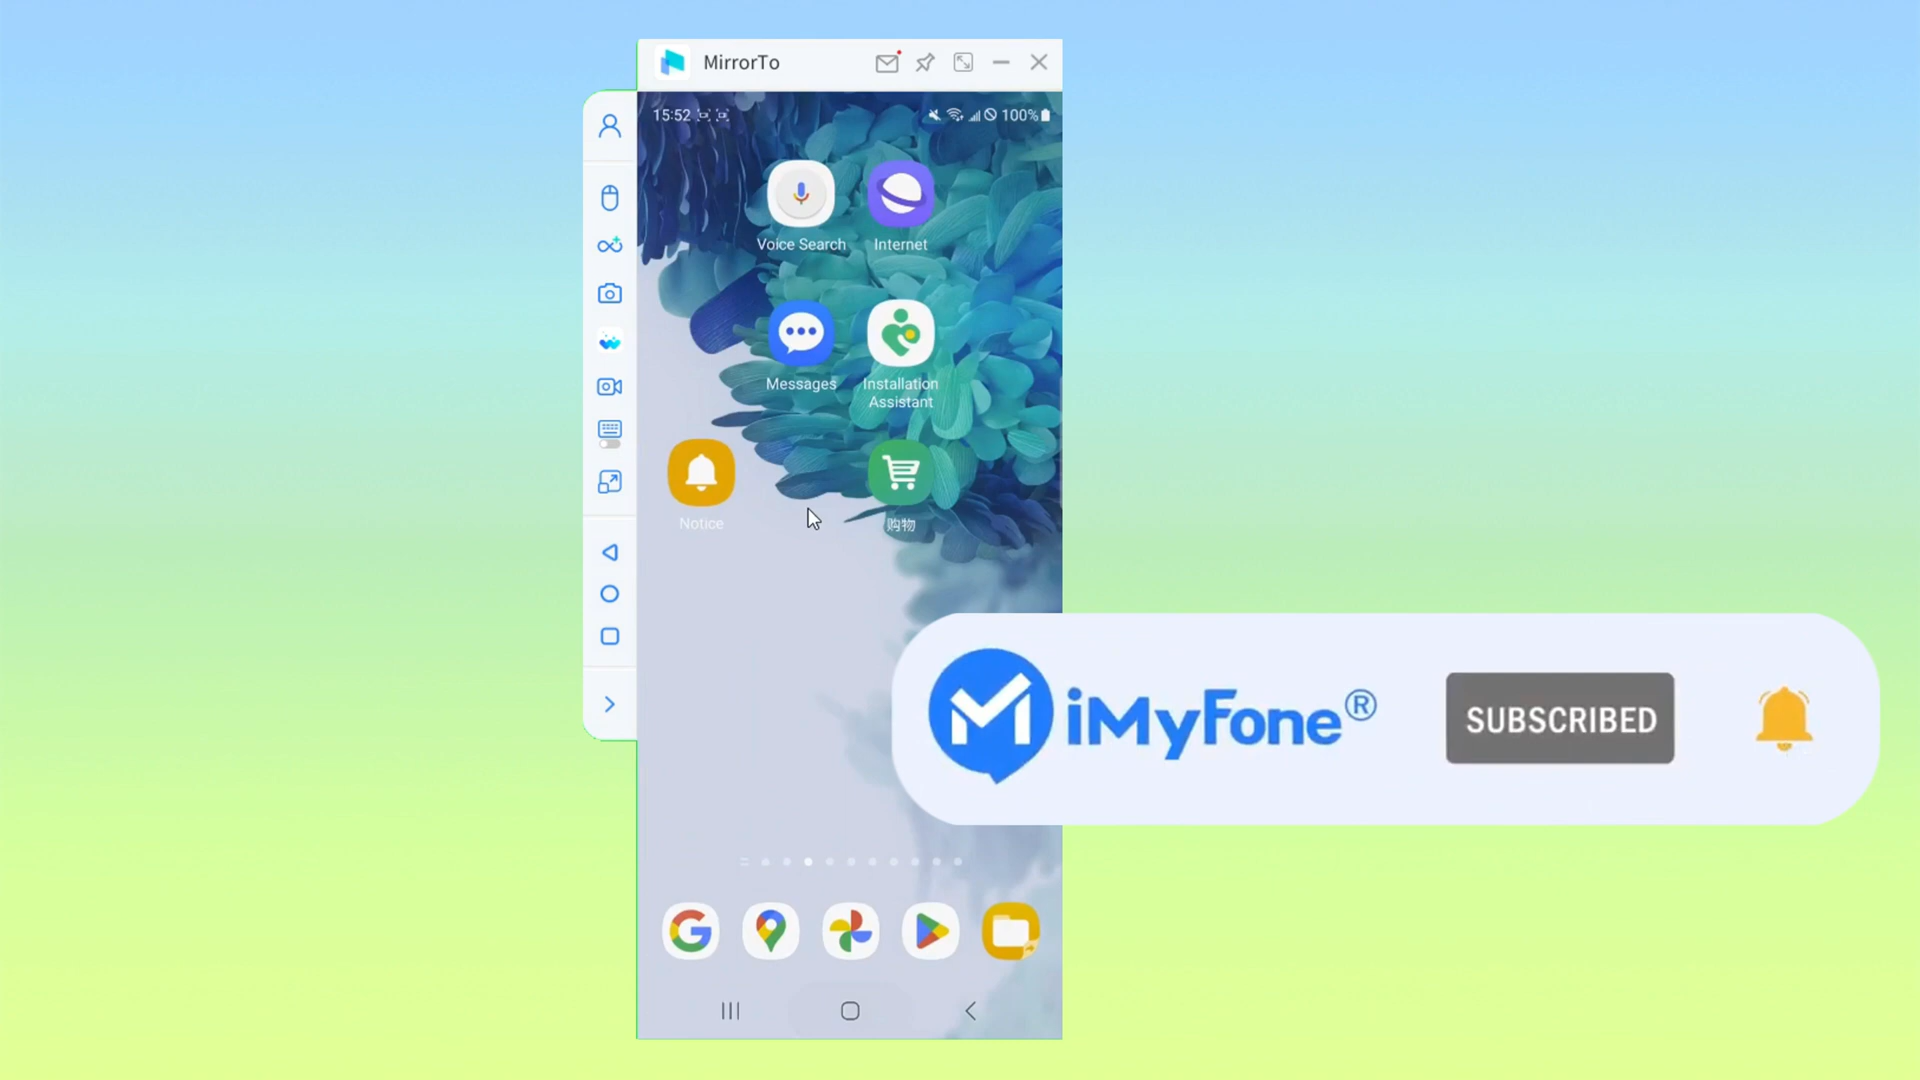 MirrorTo
15:52
100%
Voice Search
Internet
Messages
Installation
Assistant
Notice
购物
iMyFone®
SUBSCRIBED